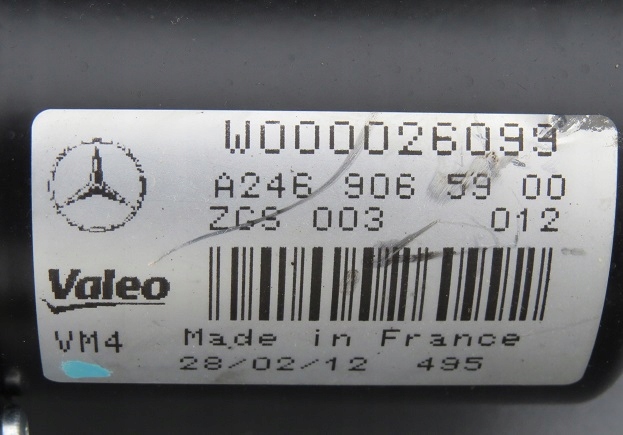 W000026099
A246 906 59 00
ZGS 003 012
Valeo
VM4 Made in France
28/02/12 495